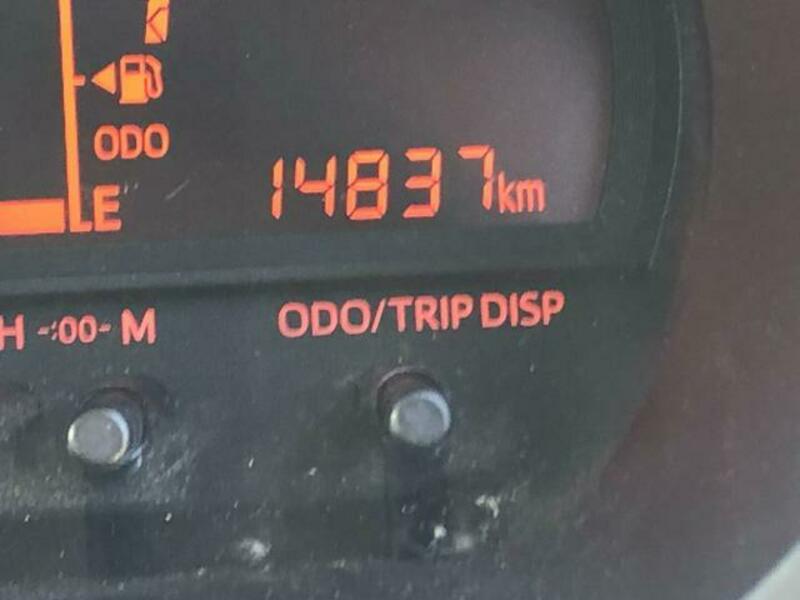 ODO
14837km
E
H -:00- M
ODO/TRIP DISP